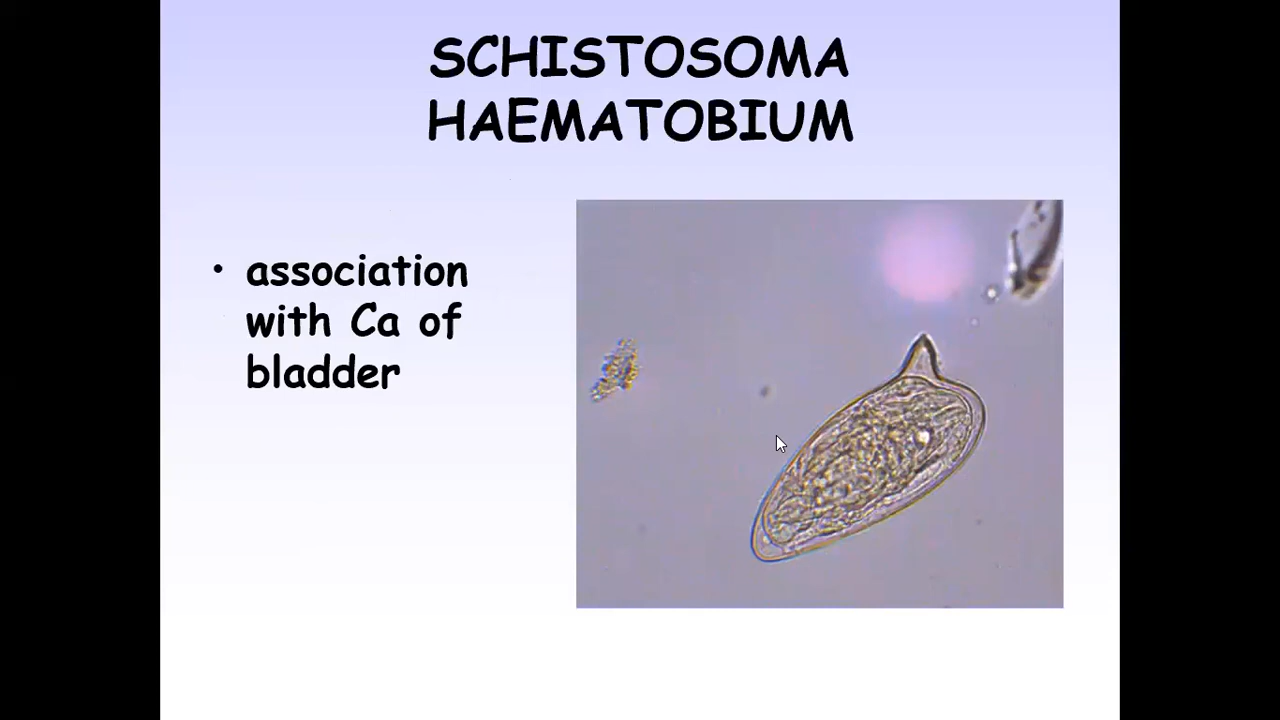 SCHISTOSOMA
HAEMATOBIUM
• association
with Ca of
bladder